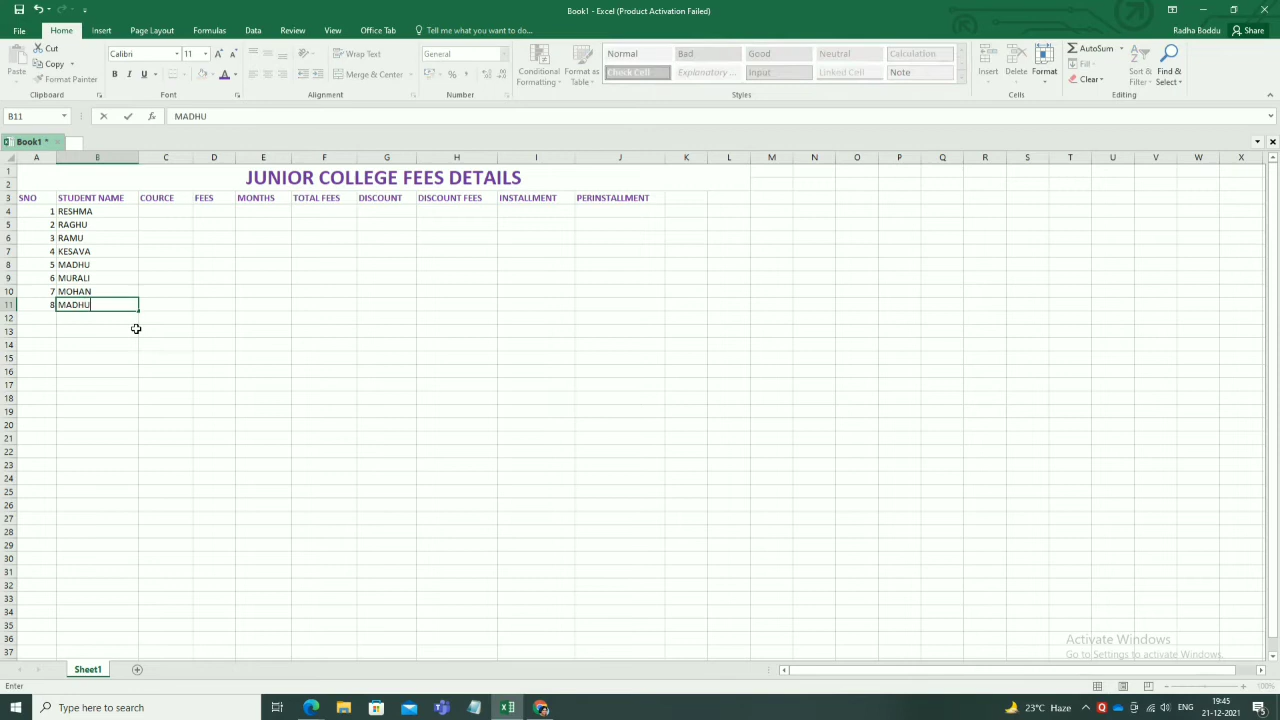 Book1 - Excel (Product Activation Failed)
File Home Insert Page Layout Formulas Data Review View Office Tab Tell me what you want to do... Radha Boddu Share
Cut Calibri 11 Wrap Text General Normal Bad Good Neutral Calculation AutoSum
Copy Fill
Paste Format Painter Merge & Center Conditional Formatting Format as Table Check Cell Explanatory ... Input Linked Cell Note Insert Delete Format Clear Sort & Filter Find & Select
Clipboard Font Alignment Number Styles Cells Editing
B11 fx MADHU
Book1 *
A B C D E F G H I J K L M N O P Q R S T U V W X
1 JUNIOR COLLEGE FEES DETAILS
2
3 SNO STUDENT NAME COURCE FEES MONTHS TOTAL FEES DISCOUNT DISCOUNT FEES INSTALLMENT PERINSTALLMENT
4 1 RESHMA
5 2 RAGHU
6 3 RAMU
7 4 KESAVA
8 5 MADHU
9 6 MURALI
10 7 MOHAN
11 8 MADHU
12
13
14
15
16
17
18
19
20
21
22
23
24
25
26
27
28
29
30
31
32
33
34
35
36
37
Activate Windows
Go to Settings to activate Windows.
Sheet1
Enter 100%
Type here to search 23°C Haze 19:45
21-12-2021